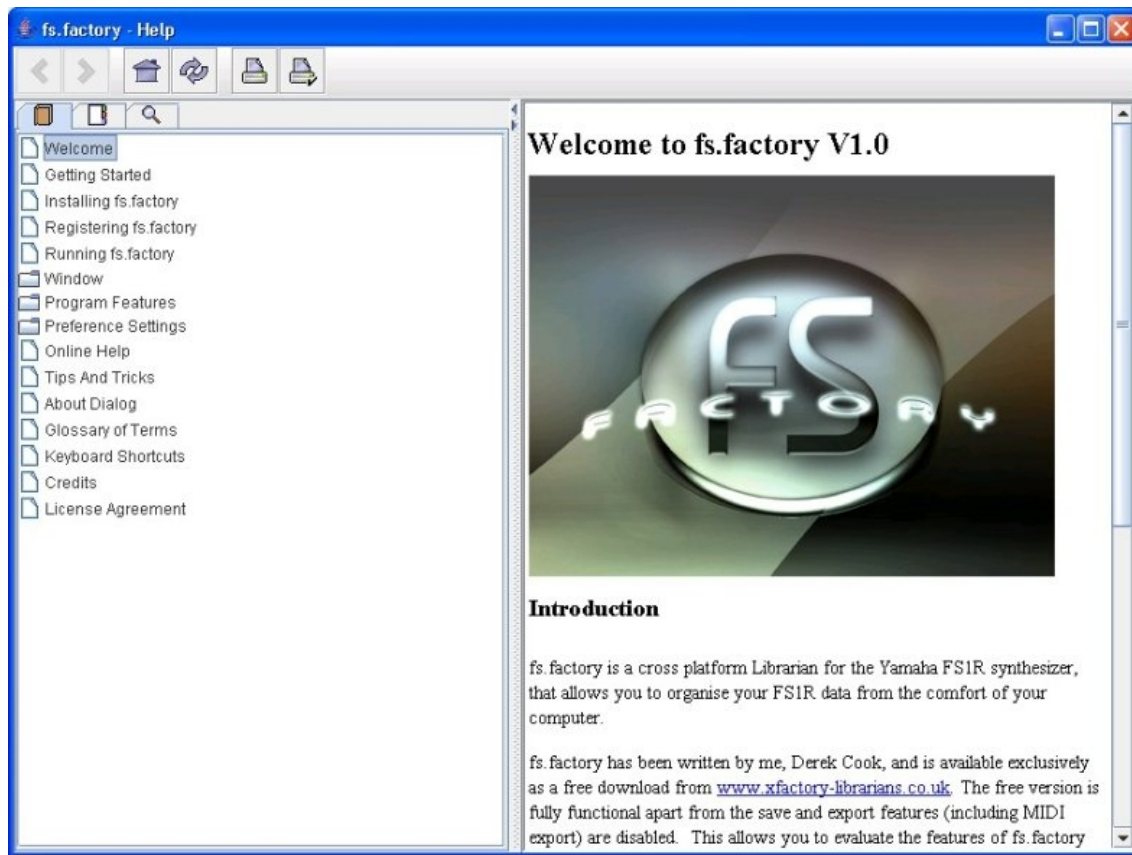 fs.factory - Help
Welcome
Getting Started
Installing fs.factory
Registering fs.factory
Running fs.factory
Window
Program Features
Preference Settings
Online Help
Tips And Tricks
About Dialog
Glossary of Terms
Keyboard Shortcuts
Credits
License Agreement
Welcome to fs.factory V1.0
FS
FACTORY
Introduction
fs.factory is a cross platform Librarian for the Yamaha FS1R synthesizer,
that allows you to organise your FS1R data from the comfort of your
computer.
fs.factory has been written by me, Derek Cook, and is available exclusively
as a free download from www.xfactory-librarians.co.uk. The free version is
fully functional apart from the save and export features (including MIDI
export) are disabled. This allows you to evaluate the features of fs.factory